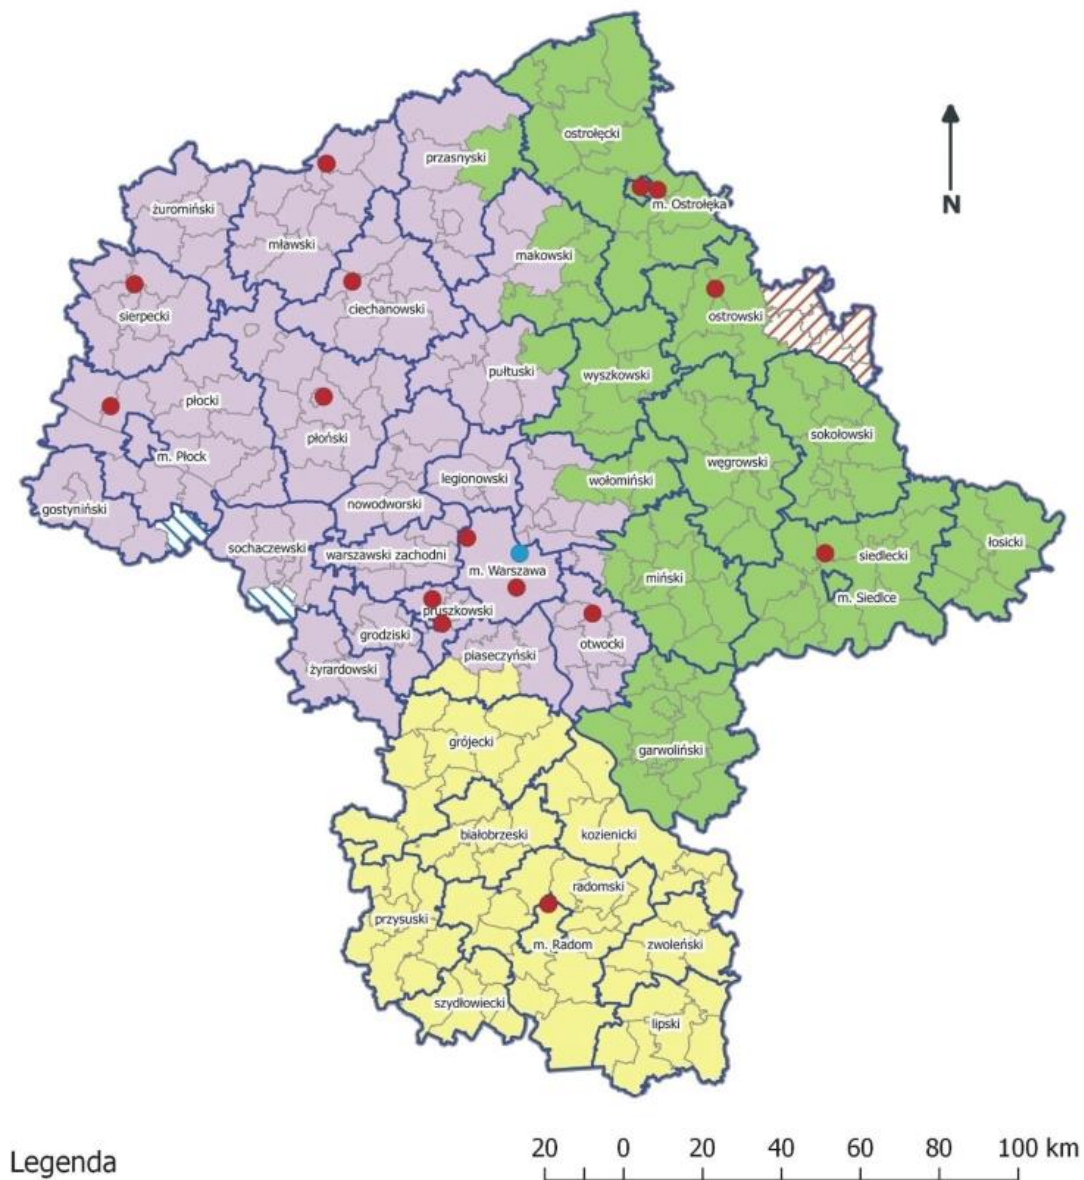 ostrołęcki
przasnyski
N
m. Ostrołęka
żuromiński
mławski
makowski
sierpecki
ciechanowski
ostrowski
pułtuski
wyszkowski
płocki
płoński
sokołowski
m. Płock
węgrowski
legionowski
wołomiński
gostyniński
nowodworski
sochaczewski
warszawski zachodni
siedlecki
łosicki
m. Warszawa
miński
m. Siedlce
pruszkowski
grodziski
otwocki
piaseczyński
żyrardowski
grójecki
garwoliński
białobrzeski
kozienicki
radomski
przysuski
m. Radom
zwoleński
szydłowiecki
lipski
20 0 20 40 60 80 100 km
Legenda